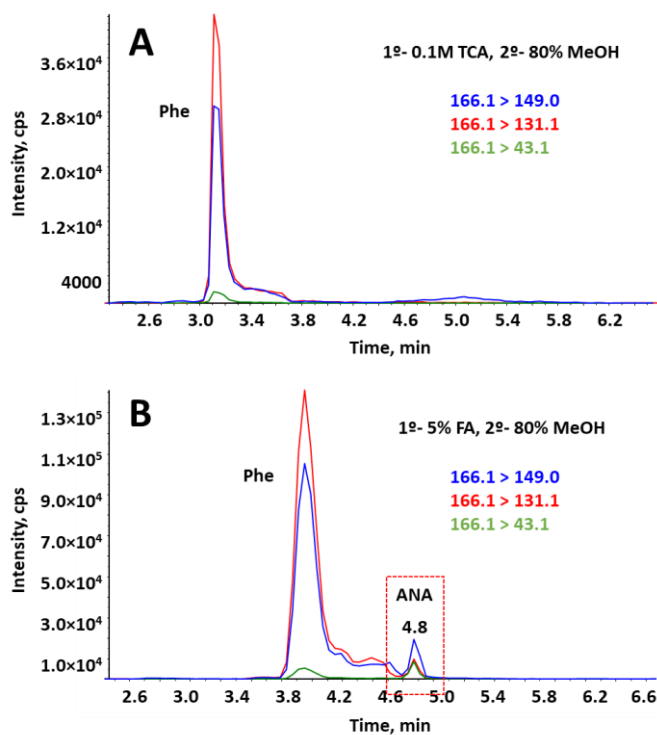 A
1º- 0.1M TCA, 2º- 80% MeOH
Phe
166.1 > 149.0
166.1 > 131.1
166.1 > 43.1
Intensity, cps
3.6×10⁴
2.8×10⁴
2.0×10⁴
1.2×10⁴
4000
2.6 3.0 3.4 3.8 4.2 4.6 5.0 5.4 5.8 6.2
Time, min
B
1º- 5% FA, 2º- 80% MeOH
Phe
166.1 > 149.0
166.1 > 131.1
166.1 > 43.1
ANA
4.8
Intensity, cps
1.3×10⁵
1.1×10⁵
9.0×10⁴
7.0×10⁴
5.0×10⁴
3.0×10⁴
1.0×10⁴
2.6 3.0 3.4 3.8 4.2 4.6 5.0 5.4 5.8 6.2 6.6
Time, min